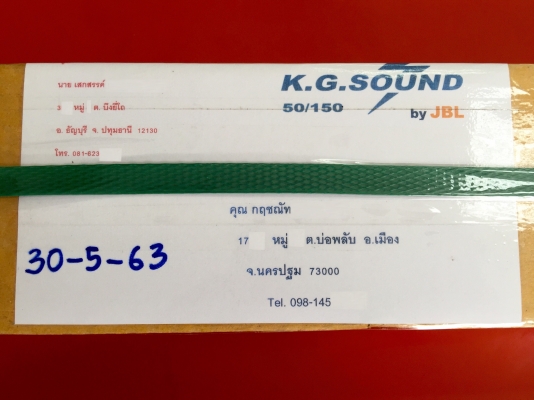 นาย เสกสรรค์
3 หมู่ ต. บึงยี่โถ
อ. ธัญบุรี จ. ปทุมธานี 12130
โทร. 081-623
K.G.SOUND
50/150
by JBL
คุณ กฤชณัท
17 หมู่ ต.บ่อพลับ อ.เมือง
จ.นครปฐม 73000
Tel. 098-145
30-5-63